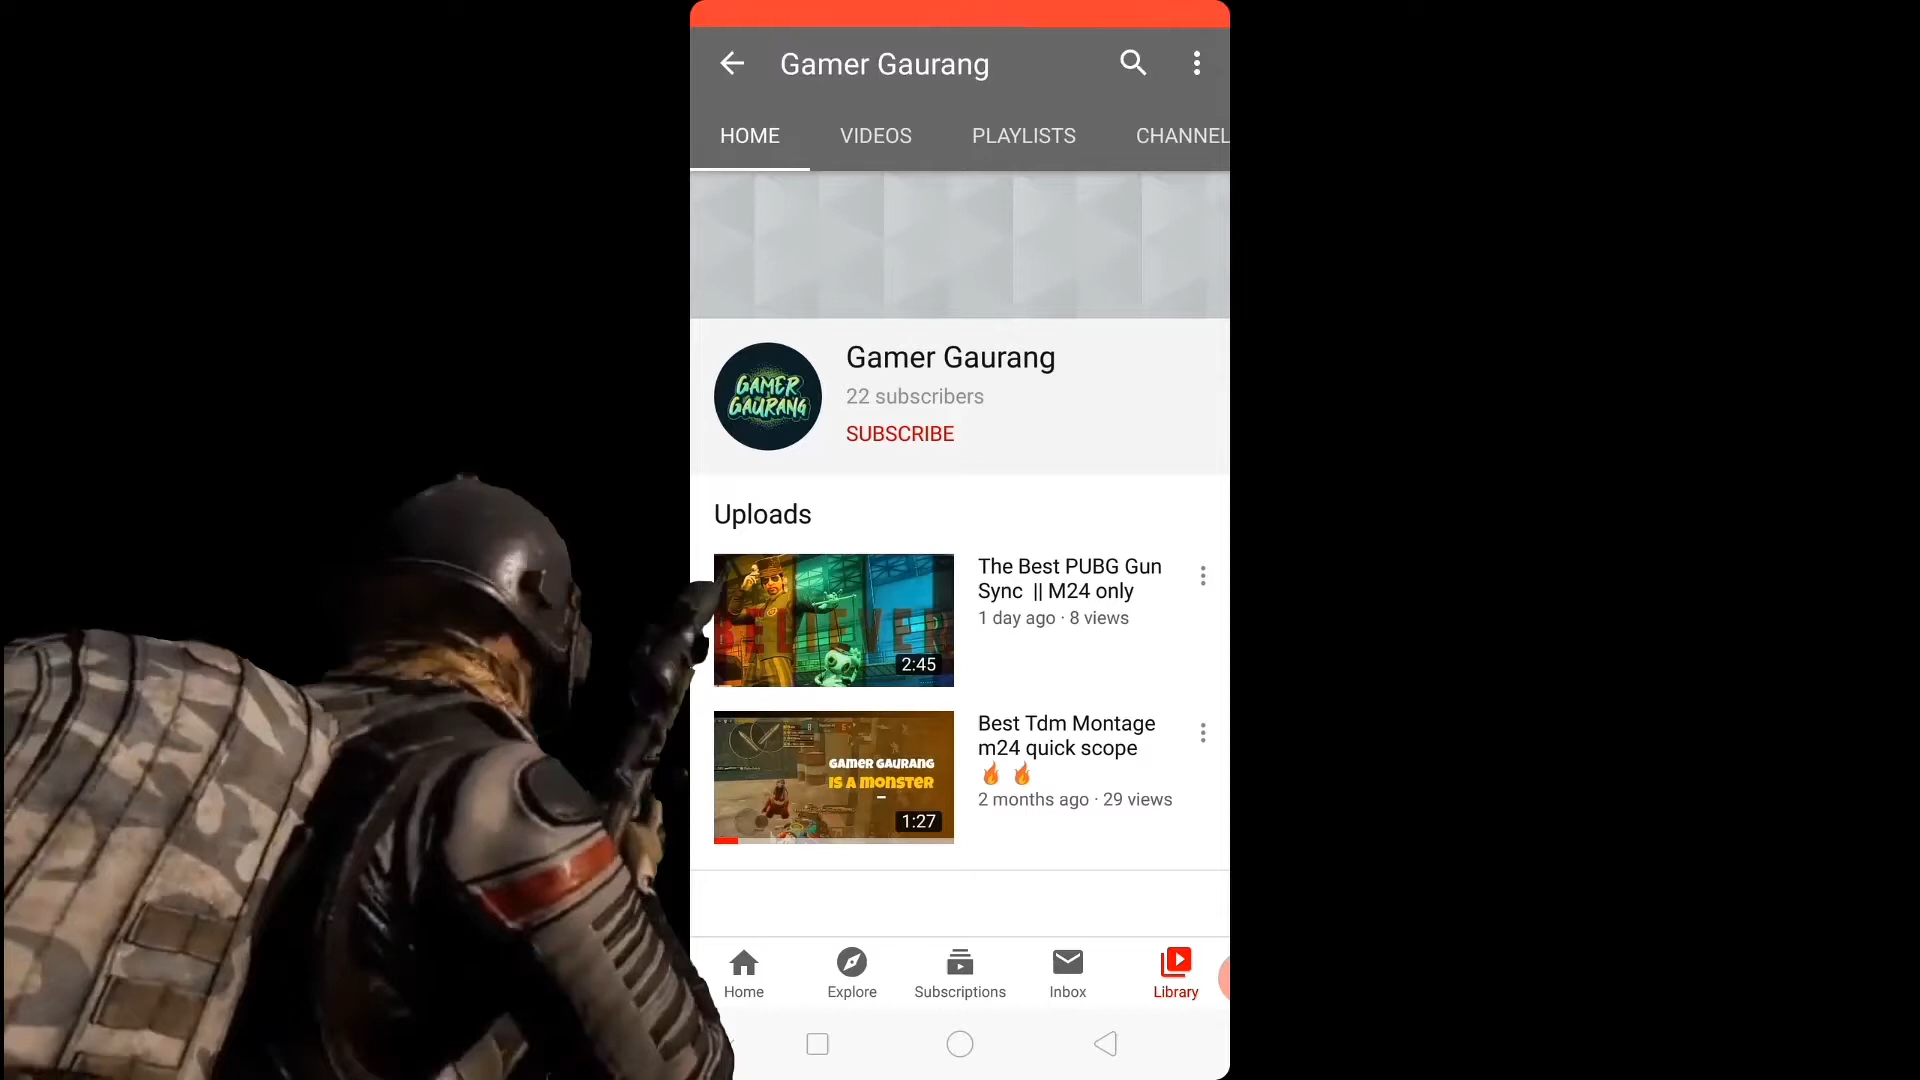 Gamer Gaurang
HOME VIDEOS PLAYLISTS CHANNEL
GAMER
GAURANG
Gamer Gaurang
22 subscribers
SUBSCRIBE
Uploads
BELIEVER
2:45
The Best PUBG Gun
Sync || M24 only
1 day ago · 8 views
GAMER GAURANG
IS A MONSTER
1:27
Best Tdm Montage
m24 quick scope
🔥 🔥
2 months ago · 29 views
Home Explore Subscriptions Inbox Library